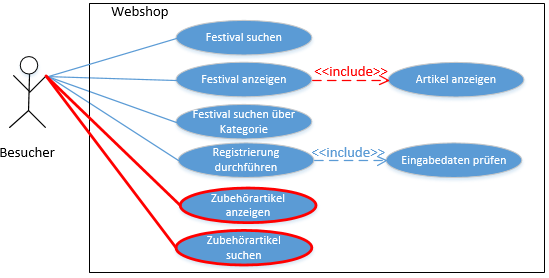 Webshop
Festival suchen
Festival anzeigen
<<include>>
Artikel anzeigen
Festival suchen über
Kategorie
Besucher
Registrierung
durchführen
<<include>>
Eingabedaten prüfen
Zubehörartikel
anzeigen
Zubehörartikel
suchen